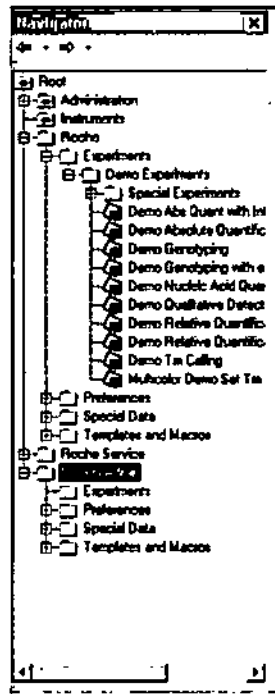 Navigator
Root
Administration
Instruments
Roche
Experiments
Demo Experiments
Special Experiments
Demo Abs Quant with Int
Demo Absolute Quantific
Demo Genotyping
Demo Genotyping with e
Demo Nucleic Acid Quan
Demo Qualitative Detect
Demo Relative Quantific
Demo Relative Quantific
Demo Tm Calling
Multicolor Demo Set Tm
Preferences
Special Data
Templates and Macros
Roche Service
Experiments
Preferences
Special Data
Templates and Macros